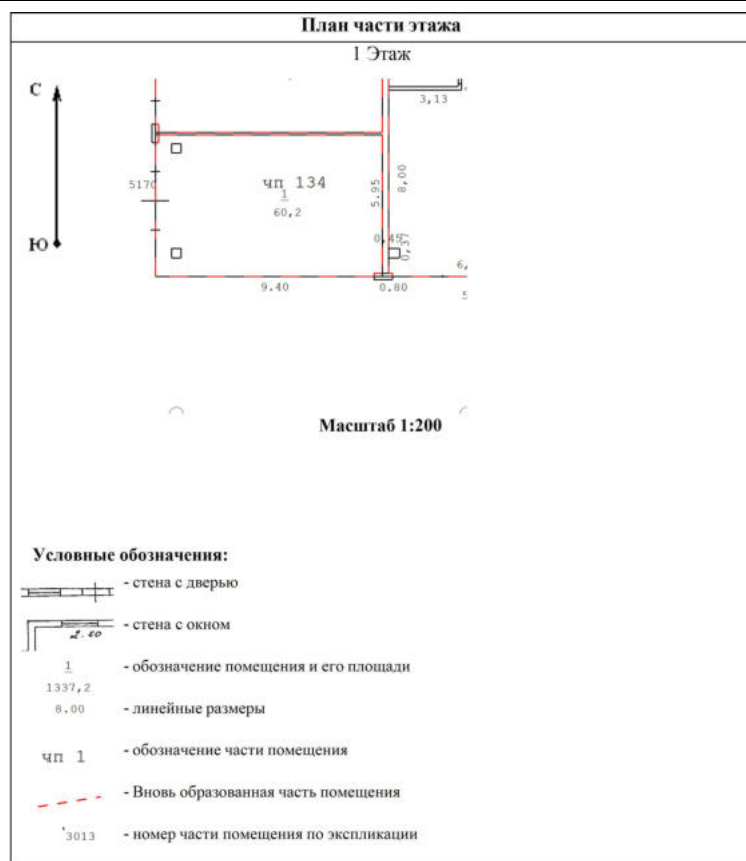 План части этажа
1 Этаж
С
3,13
8,00
5170
чп 134
5.95
1
60,2
0,45
0,37
Ю
6,
9.40
0.80
Масштаб 1:200
Условные обозначения:
- стена с дверью
- стена с окном
2.50
1
- обозначение помещения и его площади
1337,2
8.00
- линейные размеры
чп 1
- обозначение части помещения
- Вновь образованная часть помещения
3013
- номер части помещения по экспликации